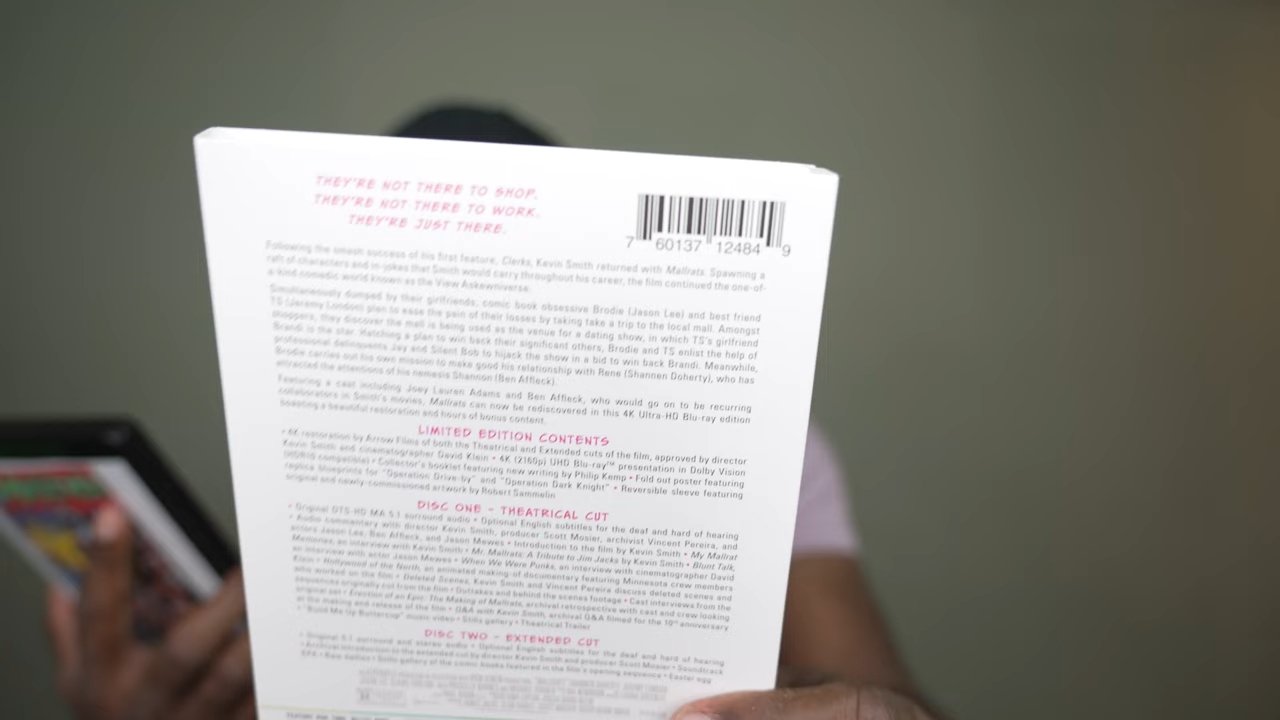 THEY'RE NOT THERE TO SHOP.
THEY'RE NOT THERE TO WORK.
THEY'RE JUST THERE.
7 60137 12484 9
Following the smash success of his first feature, Clerks, Kevin Smith returned with Mallrats. Spawning a
raft of characters and in-jokes that Smith would carry throughout his career, the film continued the one-of-
a-kind comedic world known as the View Askewniverse.
Simultaneously dumped by their girlfriends, comic book obsessive Brodie (Jason Lee) and best friend
TS (Jeremy London) plan to ease the pain of their losses by taking take a trip to the local mall. Amongst
shoppers, they discover the mall is being used as the venue for a dating show, in which TS's girlfriend
Brandi is the star. Hatching a plan to win back their significant others, Brodie and TS enlist the help of
professional delinquents Jay and Silent Bob to hijack the show in a bid to win back Brandi. Meanwhile,
Brodie carries out his own mission to make good his relationship with Rene (Shannen Doherty), who has
attracted the attentions of his nemesis Shannon (Ben Affleck).
Featuring a cast including Joey Lauren Adams and Ben Affleck, who would go on to be recurring
collaborators in Smith's movies, Mallrats can now be rediscovered in this 4K Ultra-HD Blu-ray edition
boasting a beautiful restoration and hours of bonus content.
LIMITED EDITION CONTENTS
• 4K restoration by Arrow Films of both the Theatrical and Extended cuts of the film, approved by director
Kevin Smith and cinematographer David Klein • 4K (2160p) UHD Blu-ray™ presentation in Dolby Vision
(HDR10 compatible) • Collector's booklet featuring new writing by Philip Kemp • Fold out poster featuring
replica blueprints for "Operation Drive-by" and "Operation Dark Knight" • Reversible sleeve featuring
original and newly-commissioned artwork by Robert Sammelin
DISC ONE - THEATRICAL CUT
• Original DTS-HD MA 5.1 surround audio • Optional English subtitles for the deaf and hard of hearing
• Audio commentary with director Kevin Smith, producer Scott Mosier, archivist Vincent Pereira, and
actors Jason Lee, Ben Affleck, and Jason Mewes • Introduction to the film by Kevin Smith • My Mallrat
Memories, an interview with Kevin Smith • Mr. Mallrats: A Tribute to Jim Jacks by Kevin Smith • Blunt Talk,
an interview with actor Jason Mewes • When We Were Punks, an interview with cinematographer David
Klein • Hollywood of the North, an animated making-of documentary featuring Minnesota crew members
who worked on the film • Deleted Scenes, Kevin Smith and Vincent Pereira discuss deleted scenes and
sequences originally cut from the film • Outtakes and behind the scenes footage • Cast interviews from the
original set • Erection of an Epic: The Making of Mallrats, archival retrospective with cast and crew looking
at the making and release of the film • Q&A with Kevin Smith, archival Q&A filmed for the 10th anniversary
• "Build Me Up Buttercup" music video • Stills gallery • Theatrical Trailer
DISC TWO - EXTENDED CUT
• Original 5.1 surround and stereo audio • Optional English subtitles for the deaf and hard of hearing
• Archival introduction to the extended cut by director Kevin Smith and producer Scott Mosier • Soundtrack
EPK • Raw dailies • Stills gallery of the comic books featured in the film's opening sequence • Easter egg